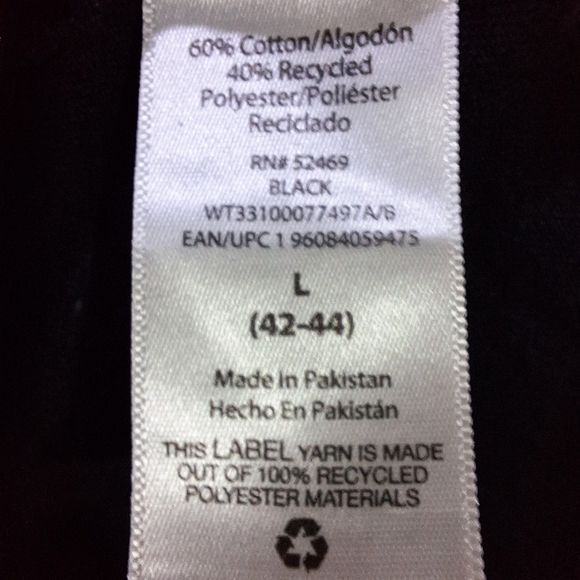 60% Cotton/Algodón
40% Recycled
Polyester/Poliéster
Reciclado
RN# 52469
BLACK
WT33100077497A/B
EAN/UPC 1 96084059475
L
(42-44)
Made In Pakistan
Hecho En Pakistán
THIS LABEL YARN IS MADE
OUT OF 100% RECYCLED
POLYESTER MATERIALS